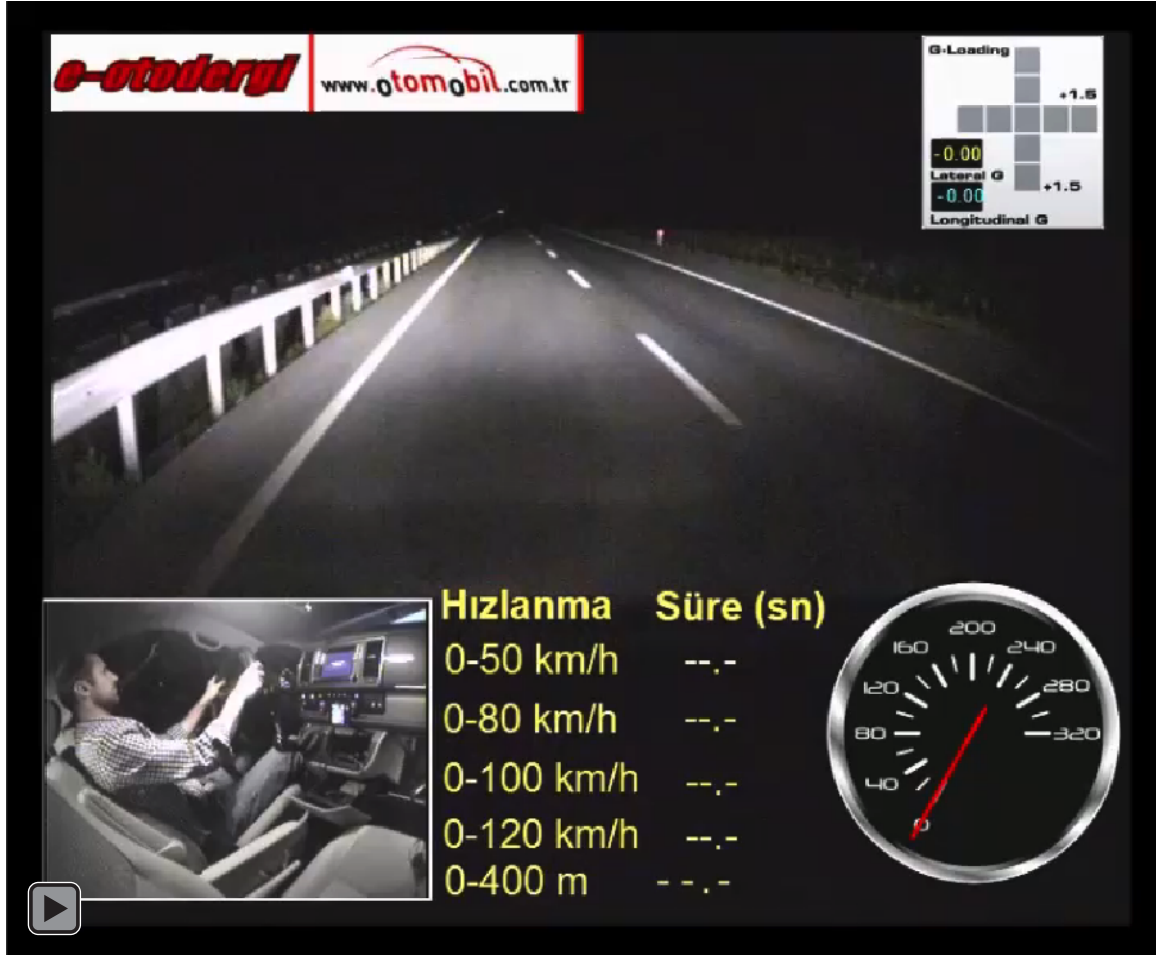 e-otodergi
www.otomobil.com.tr
G-Loading
+1.5
-0.00
Lateral G
+1.5
-0.00
Longitudinal G
Hızlanma Süre (sn)
0-50 km/h --.-
0-80 km/h --.-
0-100 km/h --.-
0-120 km/h --.-
0-400 m --.-
200
160 240
120 280
80 320
40
0